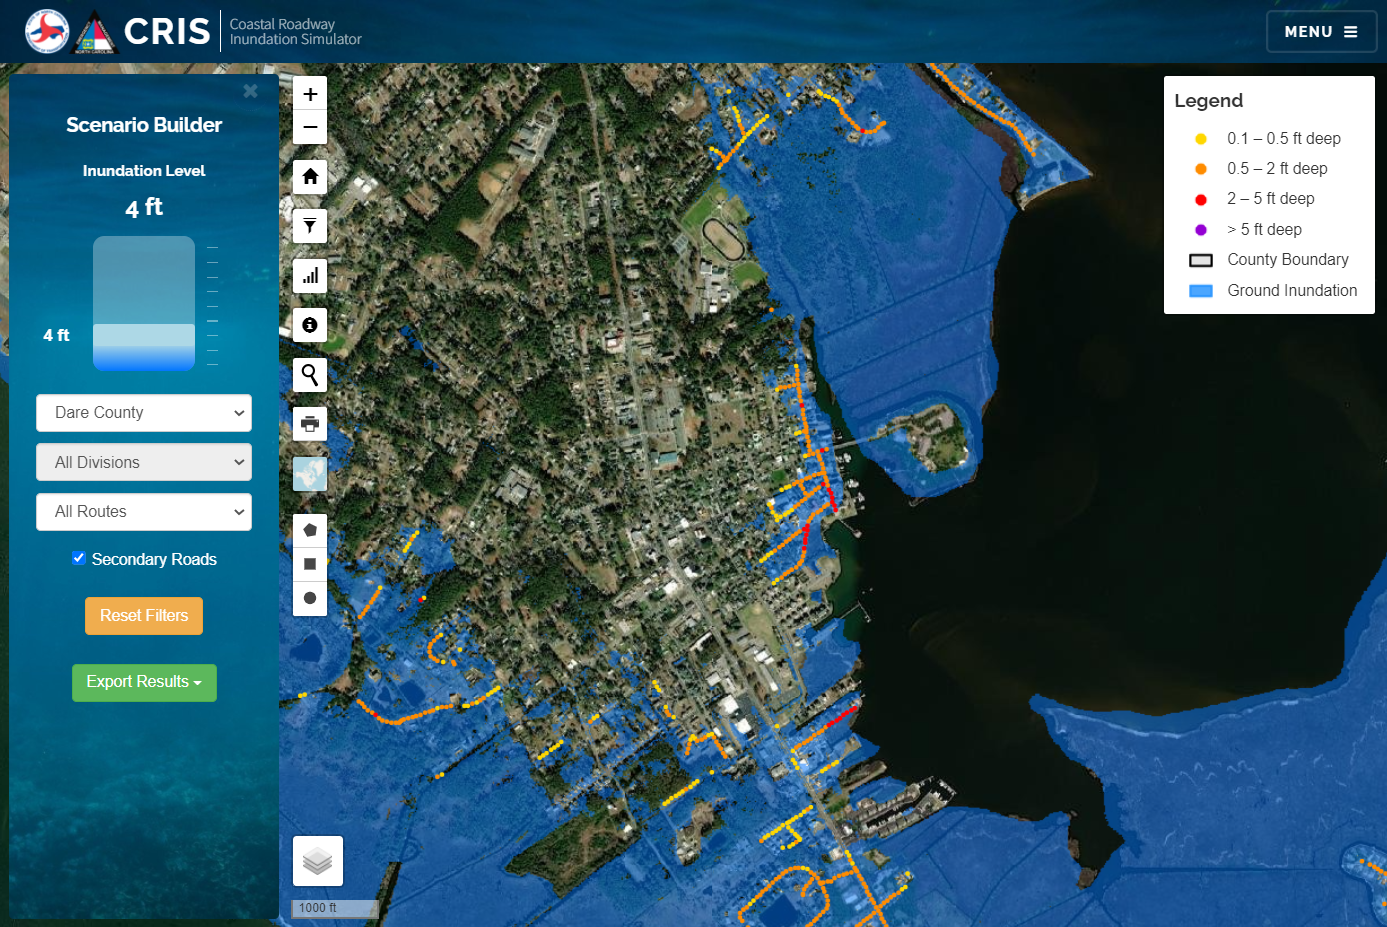 CRIS
Coastal Roadway
Inundation Simulator
MENU
Scenario Builder
Inundation Level
4 ft
4 ft
Dare County
All Divisions
All Routes
Secondary Roads
Reset Filters
Export Results
+
−
1000 ft
Legend
0.1 – 0.5 ft deep
0.5 – 2 ft deep
2 – 5 ft deep
> 5 ft deep
County Boundary
Ground Inundation